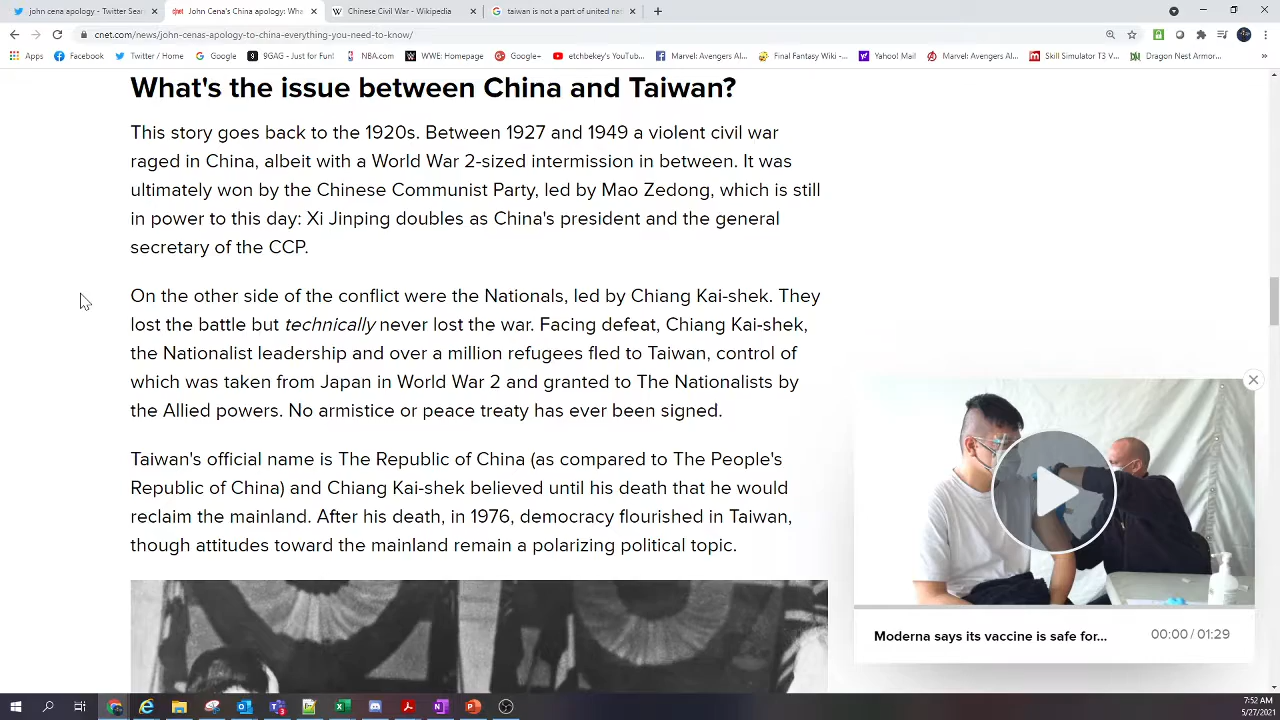 john cena apology - Twitter Sear
John Cena's China apology: Wha
Chinese Civil War - Wikipedia
taiwan is not a part of united nat
cnet.com/news/john-cenas-apology-to-china-everything-you-need-to-know/
Apps
Facebook
Twitter / Home
Google
9GAG - Just for Fun!
NBA.com
WWE: Homepage
Google+
etchbekey's YouTub...
Marvel: Avengers Al...
Final Fantasy Wiki -...
Yahoo Mail
Marvel: Avengers Al...
Skill Simulator T3 V...
Dragon Nest Armor...
What's the issue between China and Taiwan?
This story goes back to the 1920s. Between 1927 and 1949 a violent civil war
raged in China, albeit with a World War 2-sized intermission in between. It was
ultimately won by the Chinese Communist Party, led by Mao Zedong, which is still
in power to this day: Xi Jinping doubles as China's president and the general
secretary of the CCP.
On the other side of the conflict were the Nationals, led by Chiang Kai-shek. They
lost the battle but technically never lost the war. Facing defeat, Chiang Kai-shek,
the Nationalist leadership and over a million refugees fled to Taiwan, control of
which was taken from Japan in World War 2 and granted to The Nationalists by
the Allied powers. No armistice or peace treaty has ever been signed.
Taiwan's official name is The Republic of China (as compared to The People's
Republic of China) and Chiang Kai-shek believed until his death that he would
reclaim the mainland. After his death, in 1976, democracy flourished in Taiwan,
though attitudes toward the mainland remain a polarizing political topic.
Moderna says its vaccine is safe for...
00:00 / 01:29
7:52 AM
5/27/2021